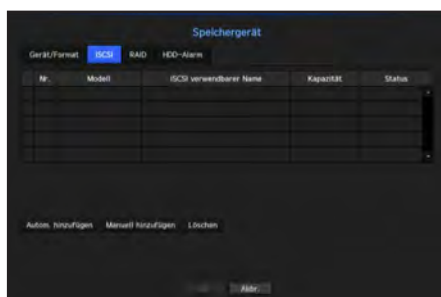 Speichergerät
Gerät/Format iSCSI RAID HDD-Alarm
Nr. Modell iSCSI verwendbarer Name Kapazität Status
Autom. hinzufügen Manuell hinzufügen Löschen
Abbr.